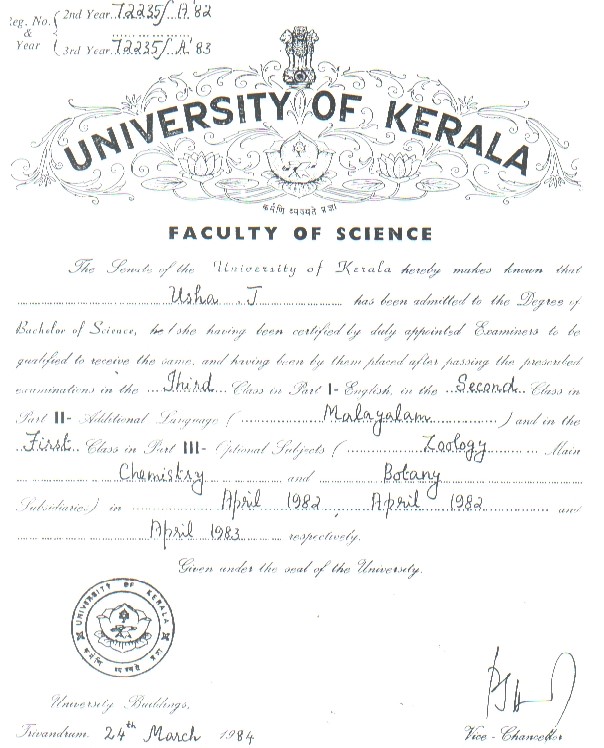 Reg. No. & Year { 2nd Year 72235/ A '82
3rd Year 72235/ A' 83
UNIVERSITY OF KERALA
कर्मणि व्यज्यते प्रज्ञा
FACULTY OF SCIENCE
The Senate of the University of Kerala hereby makes known that
Usha J has been admitted to the Degree of
Bachelor of Science, he/she having been certified by duly appointed Examiners to be
qualified to receive the same, and having been by them placed after passing the prescribed
examinations in the Third Class in Part I- English, in the Second Class in
Part II- Additional Language ( Malayalam ) and in the
First Class in Part III- Optional Subjects ( Zoology Main
Chemistry and Botany
Subsidiaries) in April 1982, April 1982 and
April 1983 respectively.
Given under the seal of the University.
UNIVERSITY OF KERALA
कर्मणि व्यज्यते प्रज्ञा
University Buildings,
Trivandrum. 24th March 1984
Vice-Chancellor